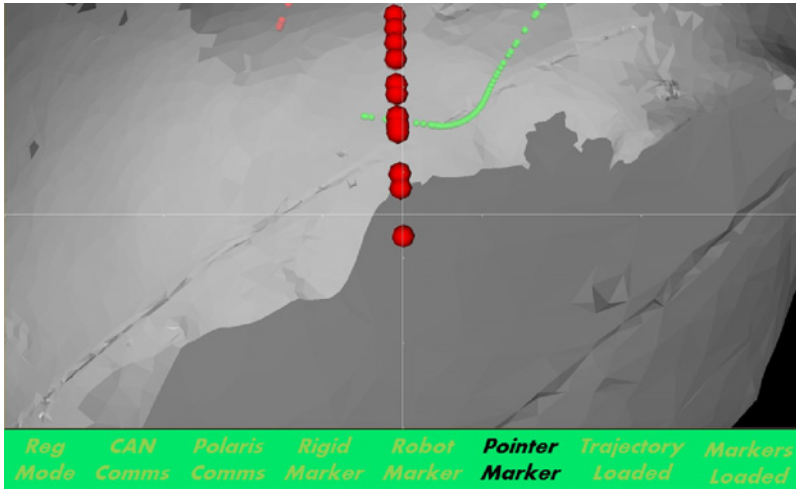 Reg CAN Polaris Rigid Robot Pointer Trajectory Markers
Mode Comms Comms Marker Marker Marker Loaded Loaded